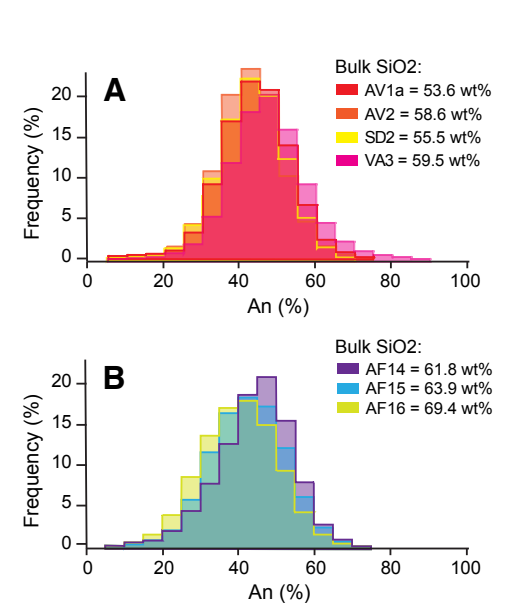 A
Bulk SiO2:
AV1a = 53.6 wt%
AV2 = 58.6 wt%
SD2 = 55.5 wt%
VA3 = 59.5 wt%
Frequency (%)
20
15
10
5
0
0 20 40 60 80 100
An (%)
B
Bulk SiO2:
AF14 = 61.8 wt%
AF15 = 63.9 wt%
AF16 = 69.4 wt%
Frequency (%)
20
15
10
5
0
0 20 40 60 80 100
An (%)